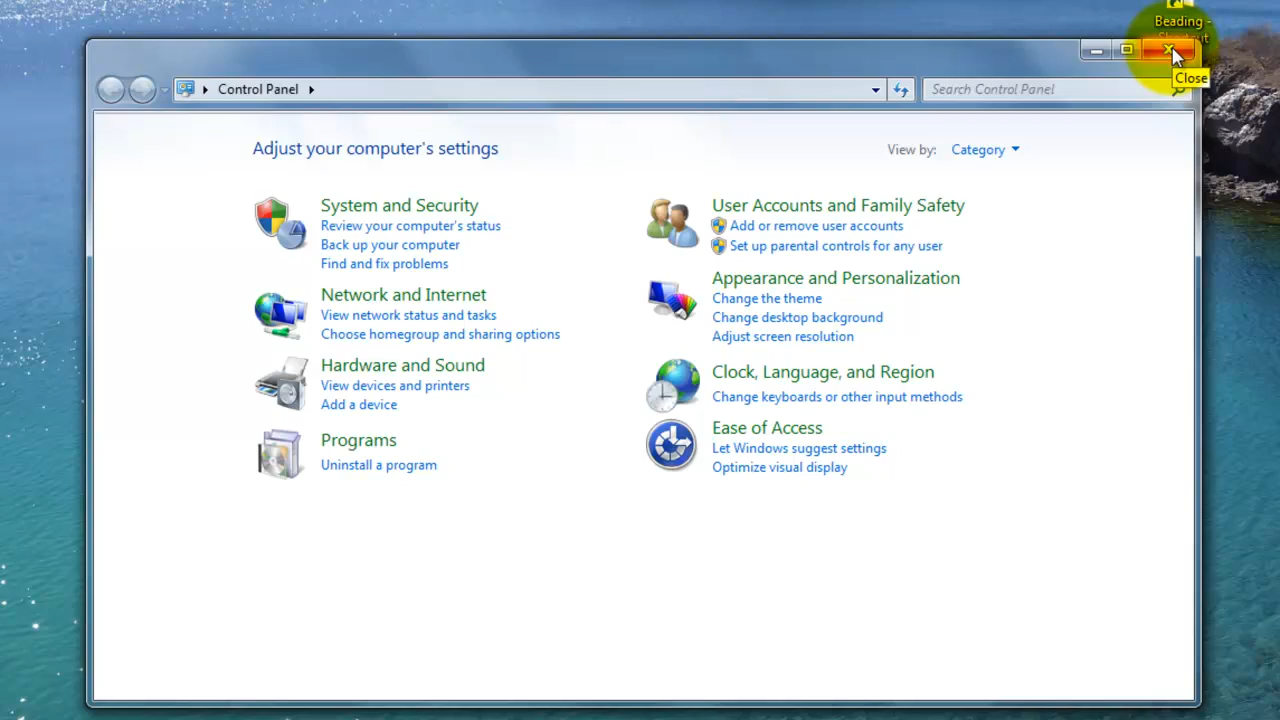 Beading -
Close
Control Panel
Search Control Panel
Adjust your computer's settings
View by: Category
System and Security
Review your computer's status
Back up your computer
Find and fix problems
Network and Internet
View network status and tasks
Choose homegroup and sharing options
Hardware and Sound
View devices and printers
Add a device
Programs
Uninstall a program
User Accounts and Family Safety
Add or remove user accounts
Set up parental controls for any user
Appearance and Personalization
Change the theme
Change desktop background
Adjust screen resolution
Clock, Language, and Region
Change keyboards or other input methods
Ease of Access
Let Windows suggest settings
Optimize visual display